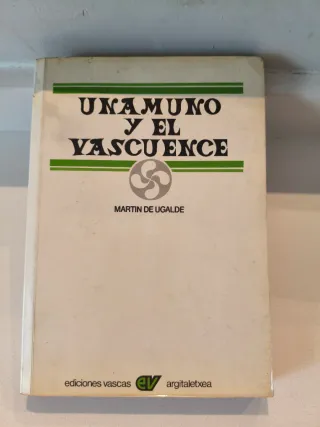 UNAMUNO
Y EL
VASCUENCE
MARTIN DE UGALDE
ediciones vascas ev argitaletxea